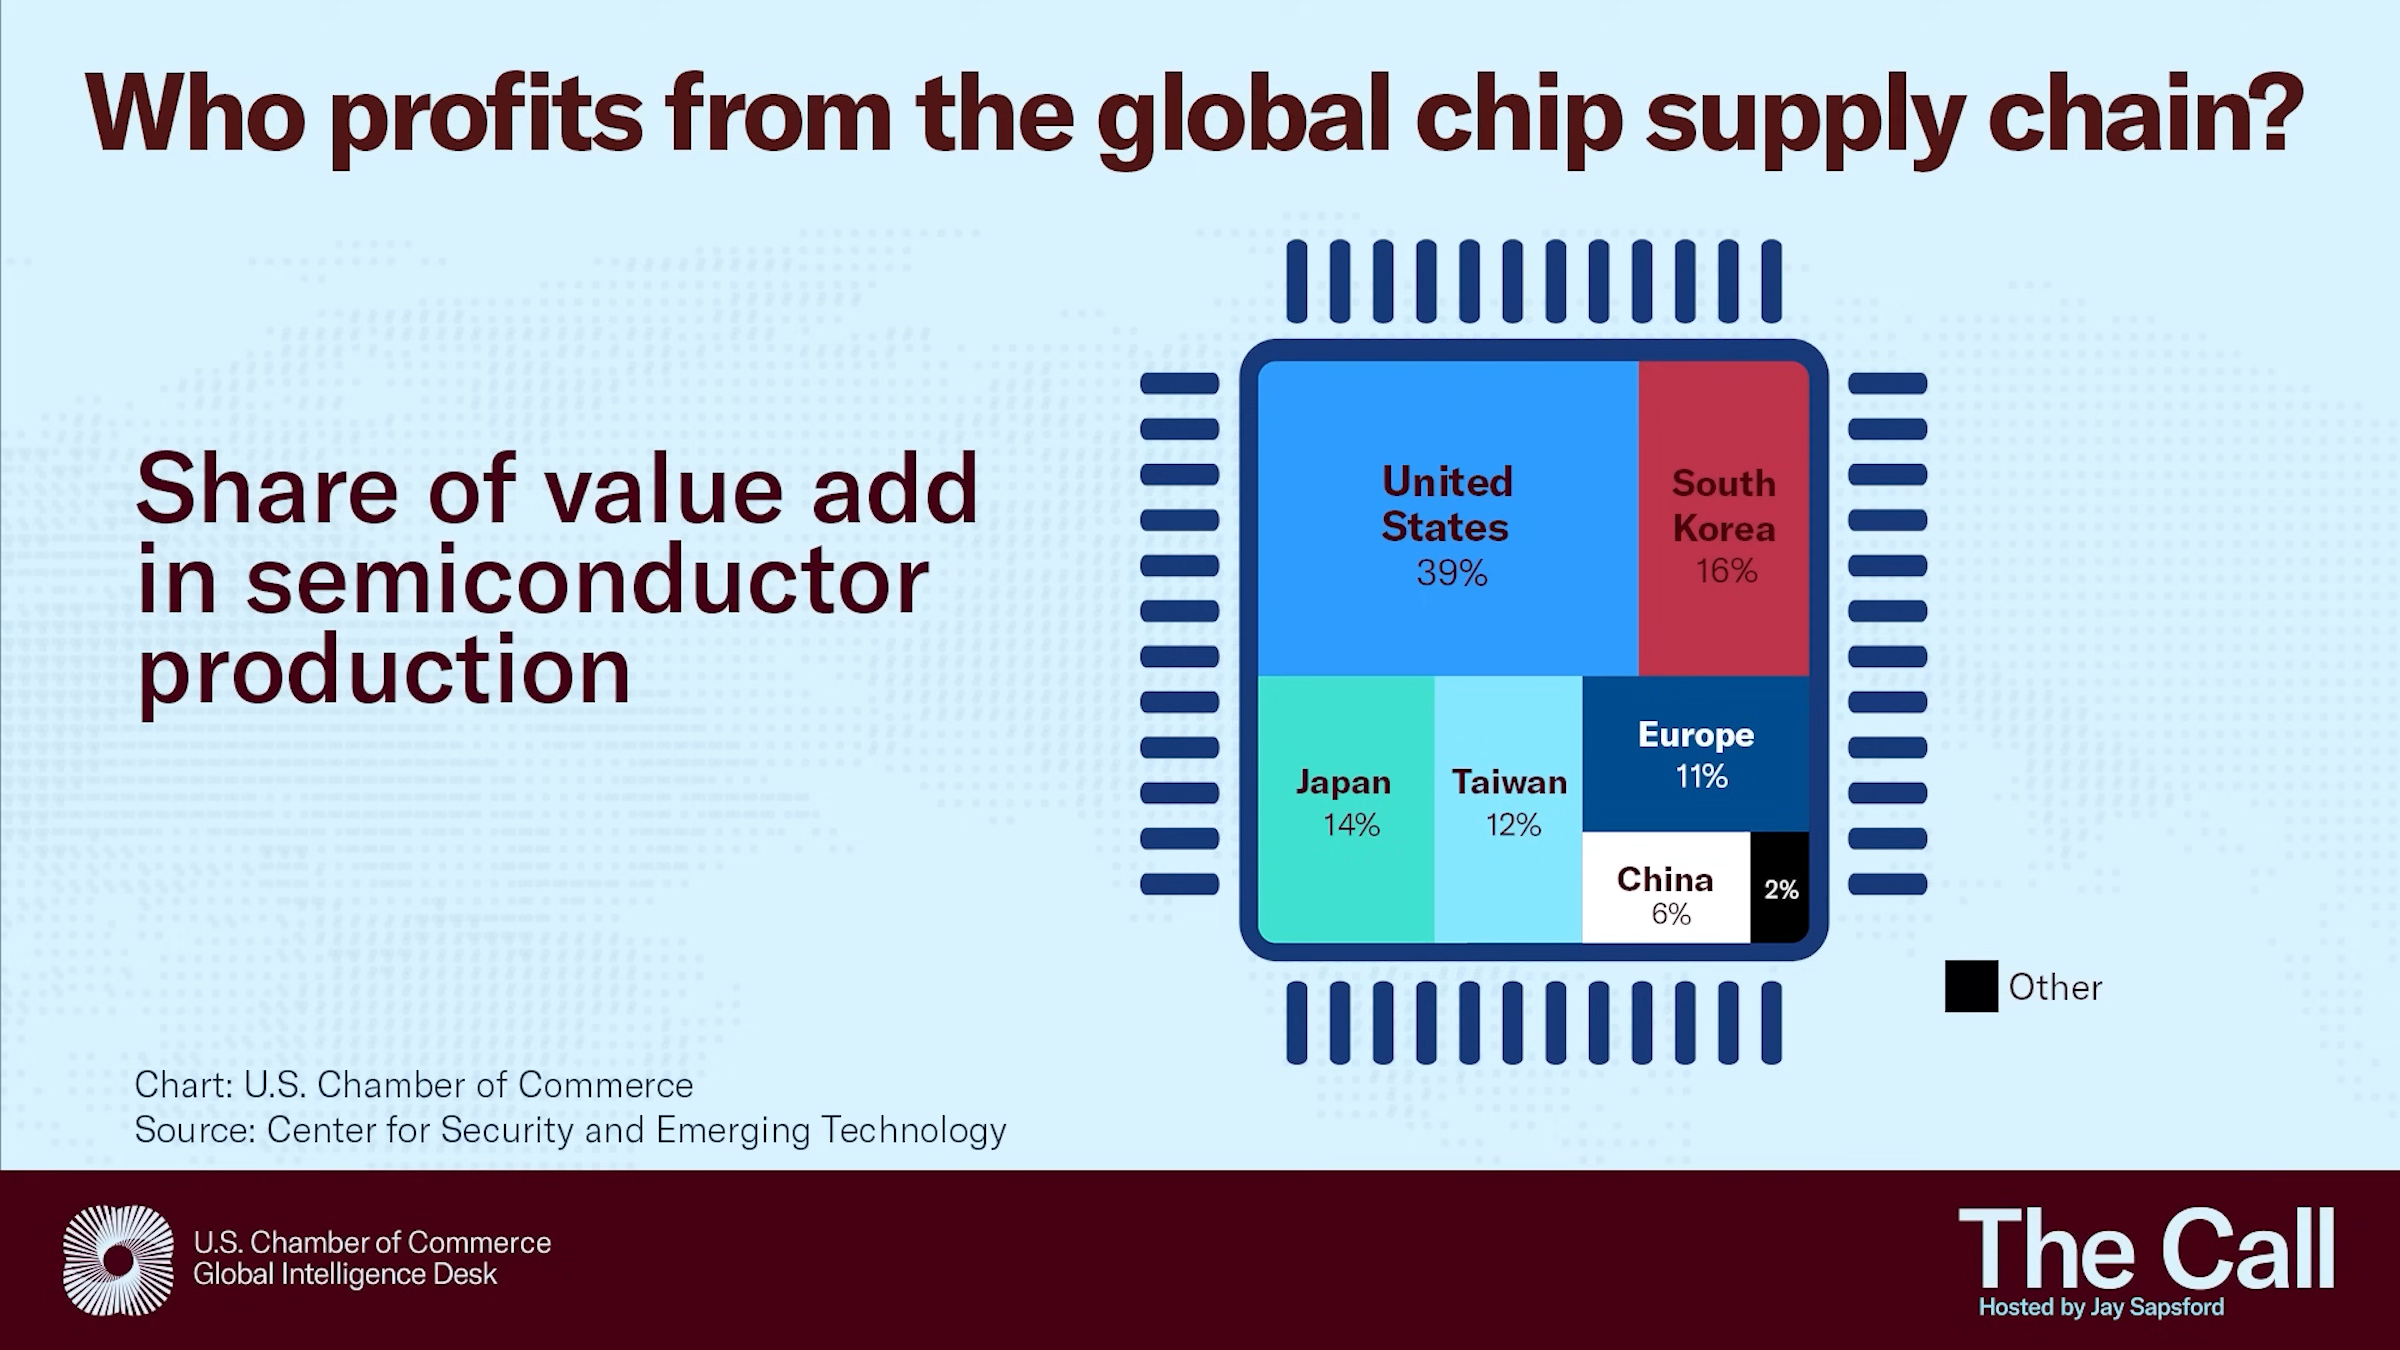 Who profits from the global chip supply chain?
Share of value add
in semiconductor
production
United
States
39%
South
Korea
16%
Japan
14%
Taiwan
12%
Europe
11%
China
6%
2%
Other
Chart: U.S. Chamber of Commerce
Source: Center for Security and Emerging Technology
U.S. Chamber of Commerce
Global Intelligence Desk
The Call
Hosted by Jay Sapsford